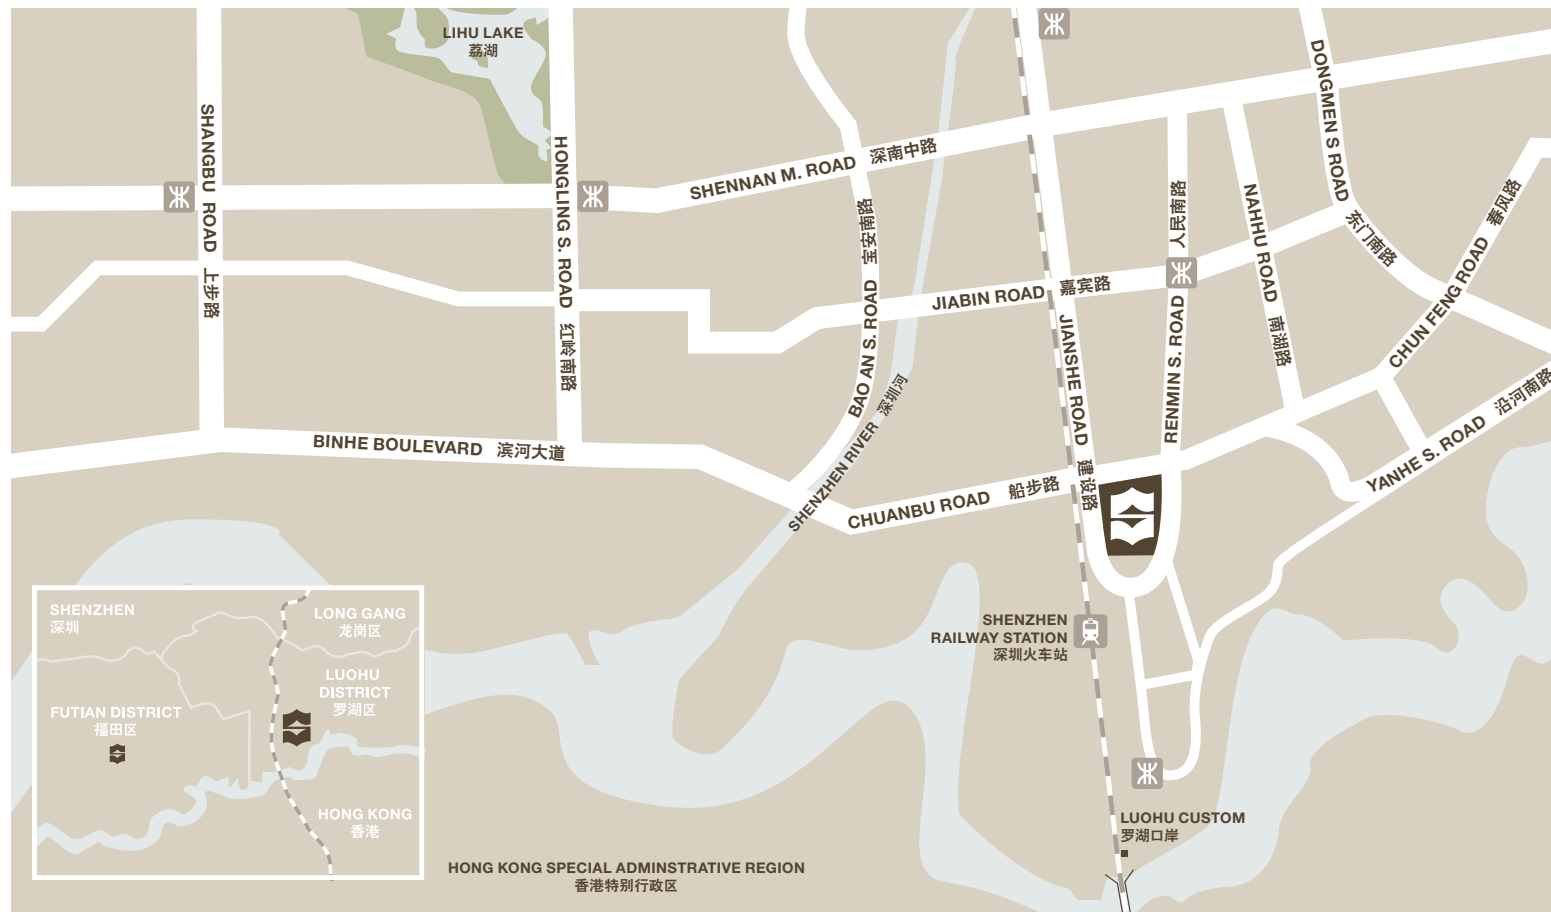 LIHU LAKE
荔湖
SHANGBU ROAD 上步路
HONGLING S. ROAD 红岭南路
SHENNAN M. ROAD 深南中路
BAO AN S. ROAD 宝安南路
JIABIN ROAD 嘉宾路
JIANSHE ROAD 建设路
RENMIN S. ROAD 人民南路
NAHHU ROAD 南湖路
DONGMEN S ROAD 东门南路
CHUN FENG ROAD 春风路
YANHE S. ROAD 沿河南路
BINHE BOULEVARD 滨河大道
SHENZHEN RIVER 深圳河
CHUANBU ROAD 船步路
SHENZHEN
RAILWAY STATION
深圳火车站
LUOHU CUSTOM
罗湖口岸
HONG KONG SPECIAL ADMINSTRATIVE REGION
香港特别行政区
SHENZHEN
深圳
LONG GANG
龙岗区
LUOHU
DISTRICT
罗湖区
FUTIAN DISTRICT
福田区
HONG KONG
香港